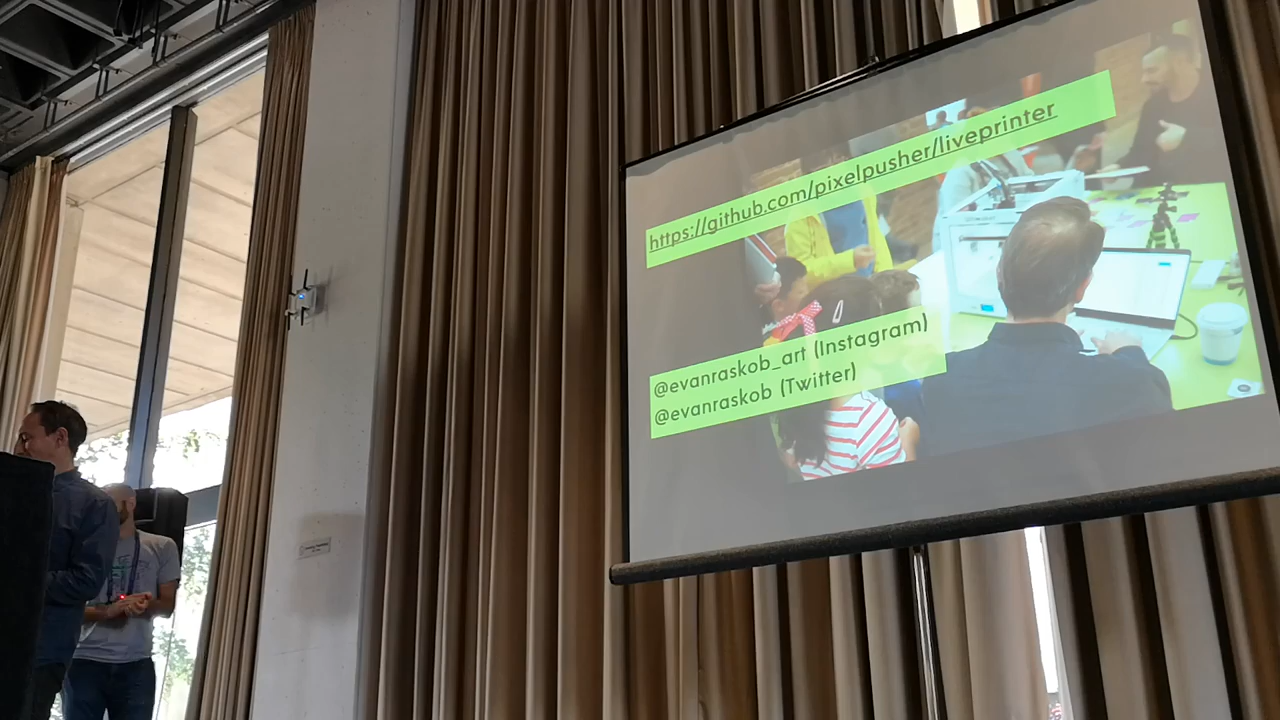 https://github.com/pixelpusher/liveprinter
@evanraskob_art (Instagram)
@evanraskob (Twitter)